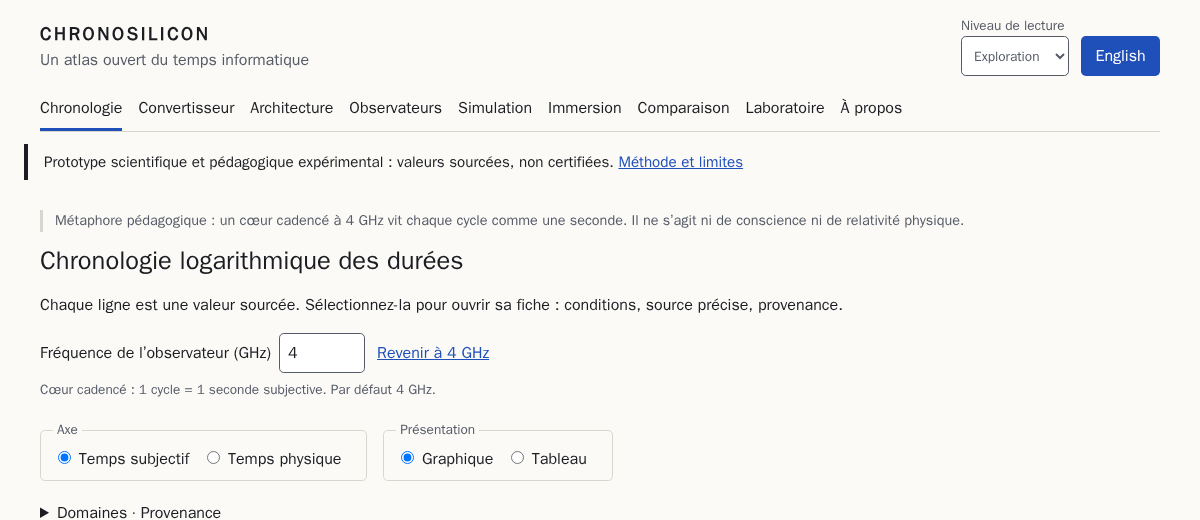 CHRONOSILICON
Un atlas ouvert du temps informatique
Niveau de lecture
Exploration
English
Chronologie Convertisseur Architecture Observateurs Simulation Immersion Comparaison Laboratoire À propos
Prototype scientifique et pédagogique expérimental : valeurs sourcées, non certifiées. Méthode et limites
Métaphore pédagogique : un cœur cadencé à 4 GHz vit chaque cycle comme une seconde. Il ne s’agit ni de conscience ni de relativité physique.
Chronologie logarithmique des durées
Chaque ligne est une valeur sourcée. Sélectionnez-la pour ouvrir sa fiche : conditions, source précise, provenance.
Fréquence de l’observateur (GHz) 4 Revenir à 4 GHz
Cœur cadencé : 1 cycle = 1 seconde subjective. Par défaut 4 GHz.
Axe
Temps subjectif Temps physique
Présentation
Graphique Tableau
Domaines · Provenance